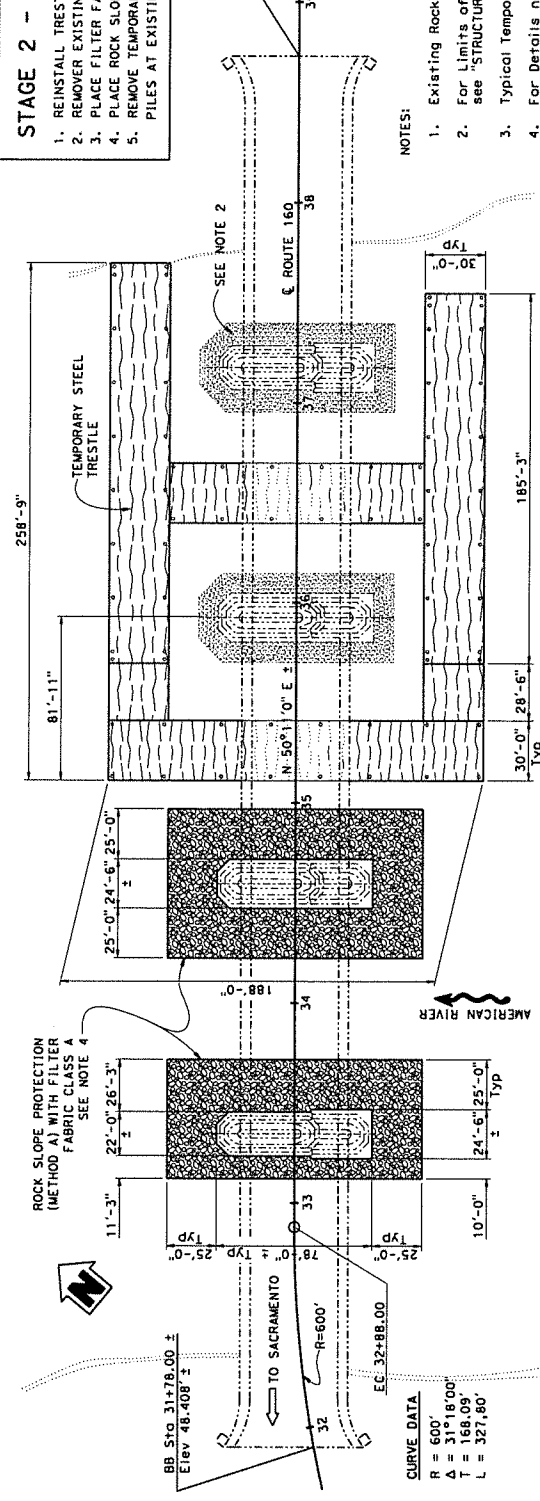 STAGE 2 -
1. REINSTALL TREST
2. REMOVER EXISTIN
3. PLACE FILTER FA
4. PLACE ROCK SLO
5. REMOVE TEMPORA
PILES AT EXISTI
258'-9"
81'-11"
TEMPORARY STEEL
TRESTLE
SEE NOTE 2
℄ ROUTE 160
38
37
36
35
34
33
32
N 50°11'0" E ±
30'-0"
Typ
185'-3"
28'-6"
30'-0"
Typ
NOTES:
1. Existing Rock
2. For Limits of
see "STRUCTUR
3. Typical Tempo
4. For Details n
ROCK SLOPE PROTECTION
(METHOD A) WITH FILTER
FABRIC CLASS A
SEE NOTE 4
25'-0" 24'-6" 25'-0"
±
188'-0"
AMERICAN RIVER
11'-3" 22'-0" 26'-3"
±
10'-0" 24'-6" 25'-0"
± Typ
25'-0" 78'-0" ± 25'-0"
Typ Typ Typ
N
BB Sta 31+78.00 ±
Elev 48.408' ±
TO SACRAMENTO
R=600'
EC 32+88.00
CURVE DATA
R = 600'
Δ = 31°18'00"
T = 168.09'
L = 327.80'